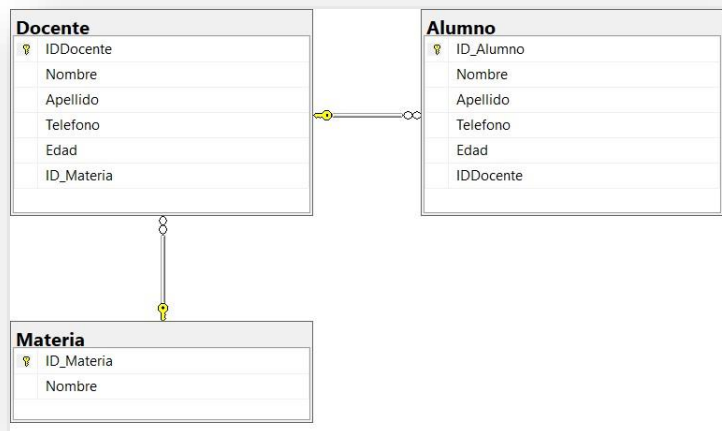 Docente
IDDocente
Nombre
Apellido
Telefono
Edad
ID_Materia
Alumno
ID_Alumno
Nombre
Apellido
Telefono
Edad
IDDocente
Materia
ID_Materia
Nombre